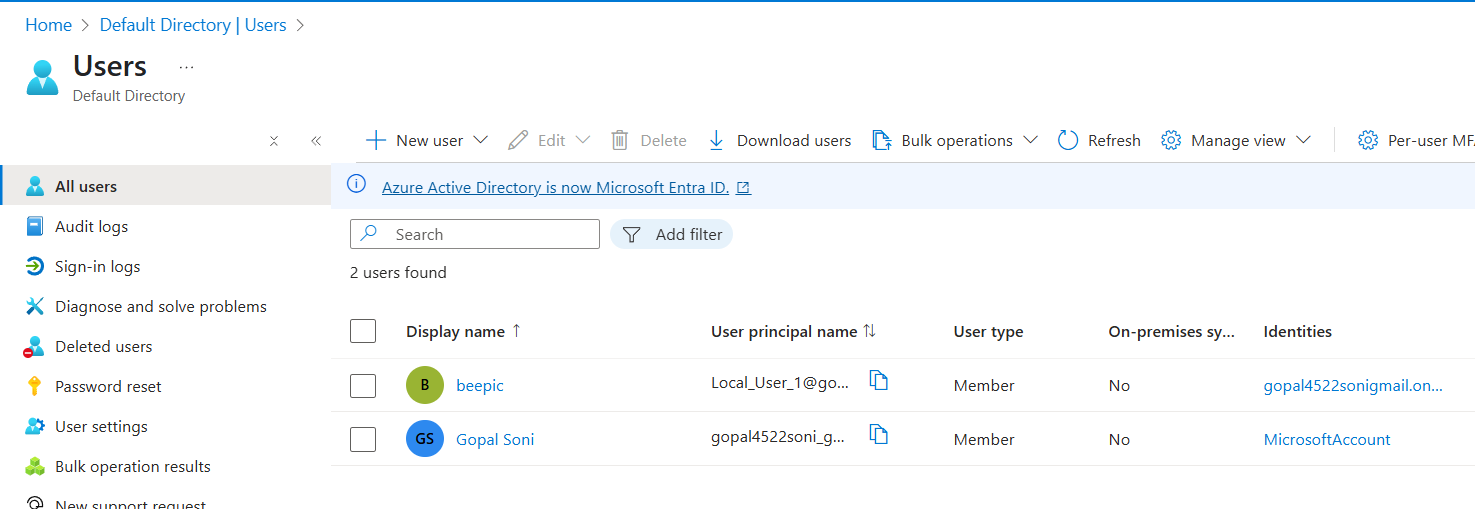 Home > Default Directory | Users >
Users ...
Default Directory
New user Edit Delete Download users Bulk operations Refresh Manage view Per-user MFA
All users
Azure Active Directory is now Microsoft Entra ID.
Audit logs
Search Add filter
Sign-in logs
2 users found
Diagnose and solve problems
Deleted users
Password reset
User settings
Bulk operation results
New support request
Display name User principal name User type On-premises sy... Identities
B beepic Local_User_1@go... Member No gopal4522sonigmail.on...
GS Gopal Soni gopal4522soni_g... Member No MicrosoftAccount